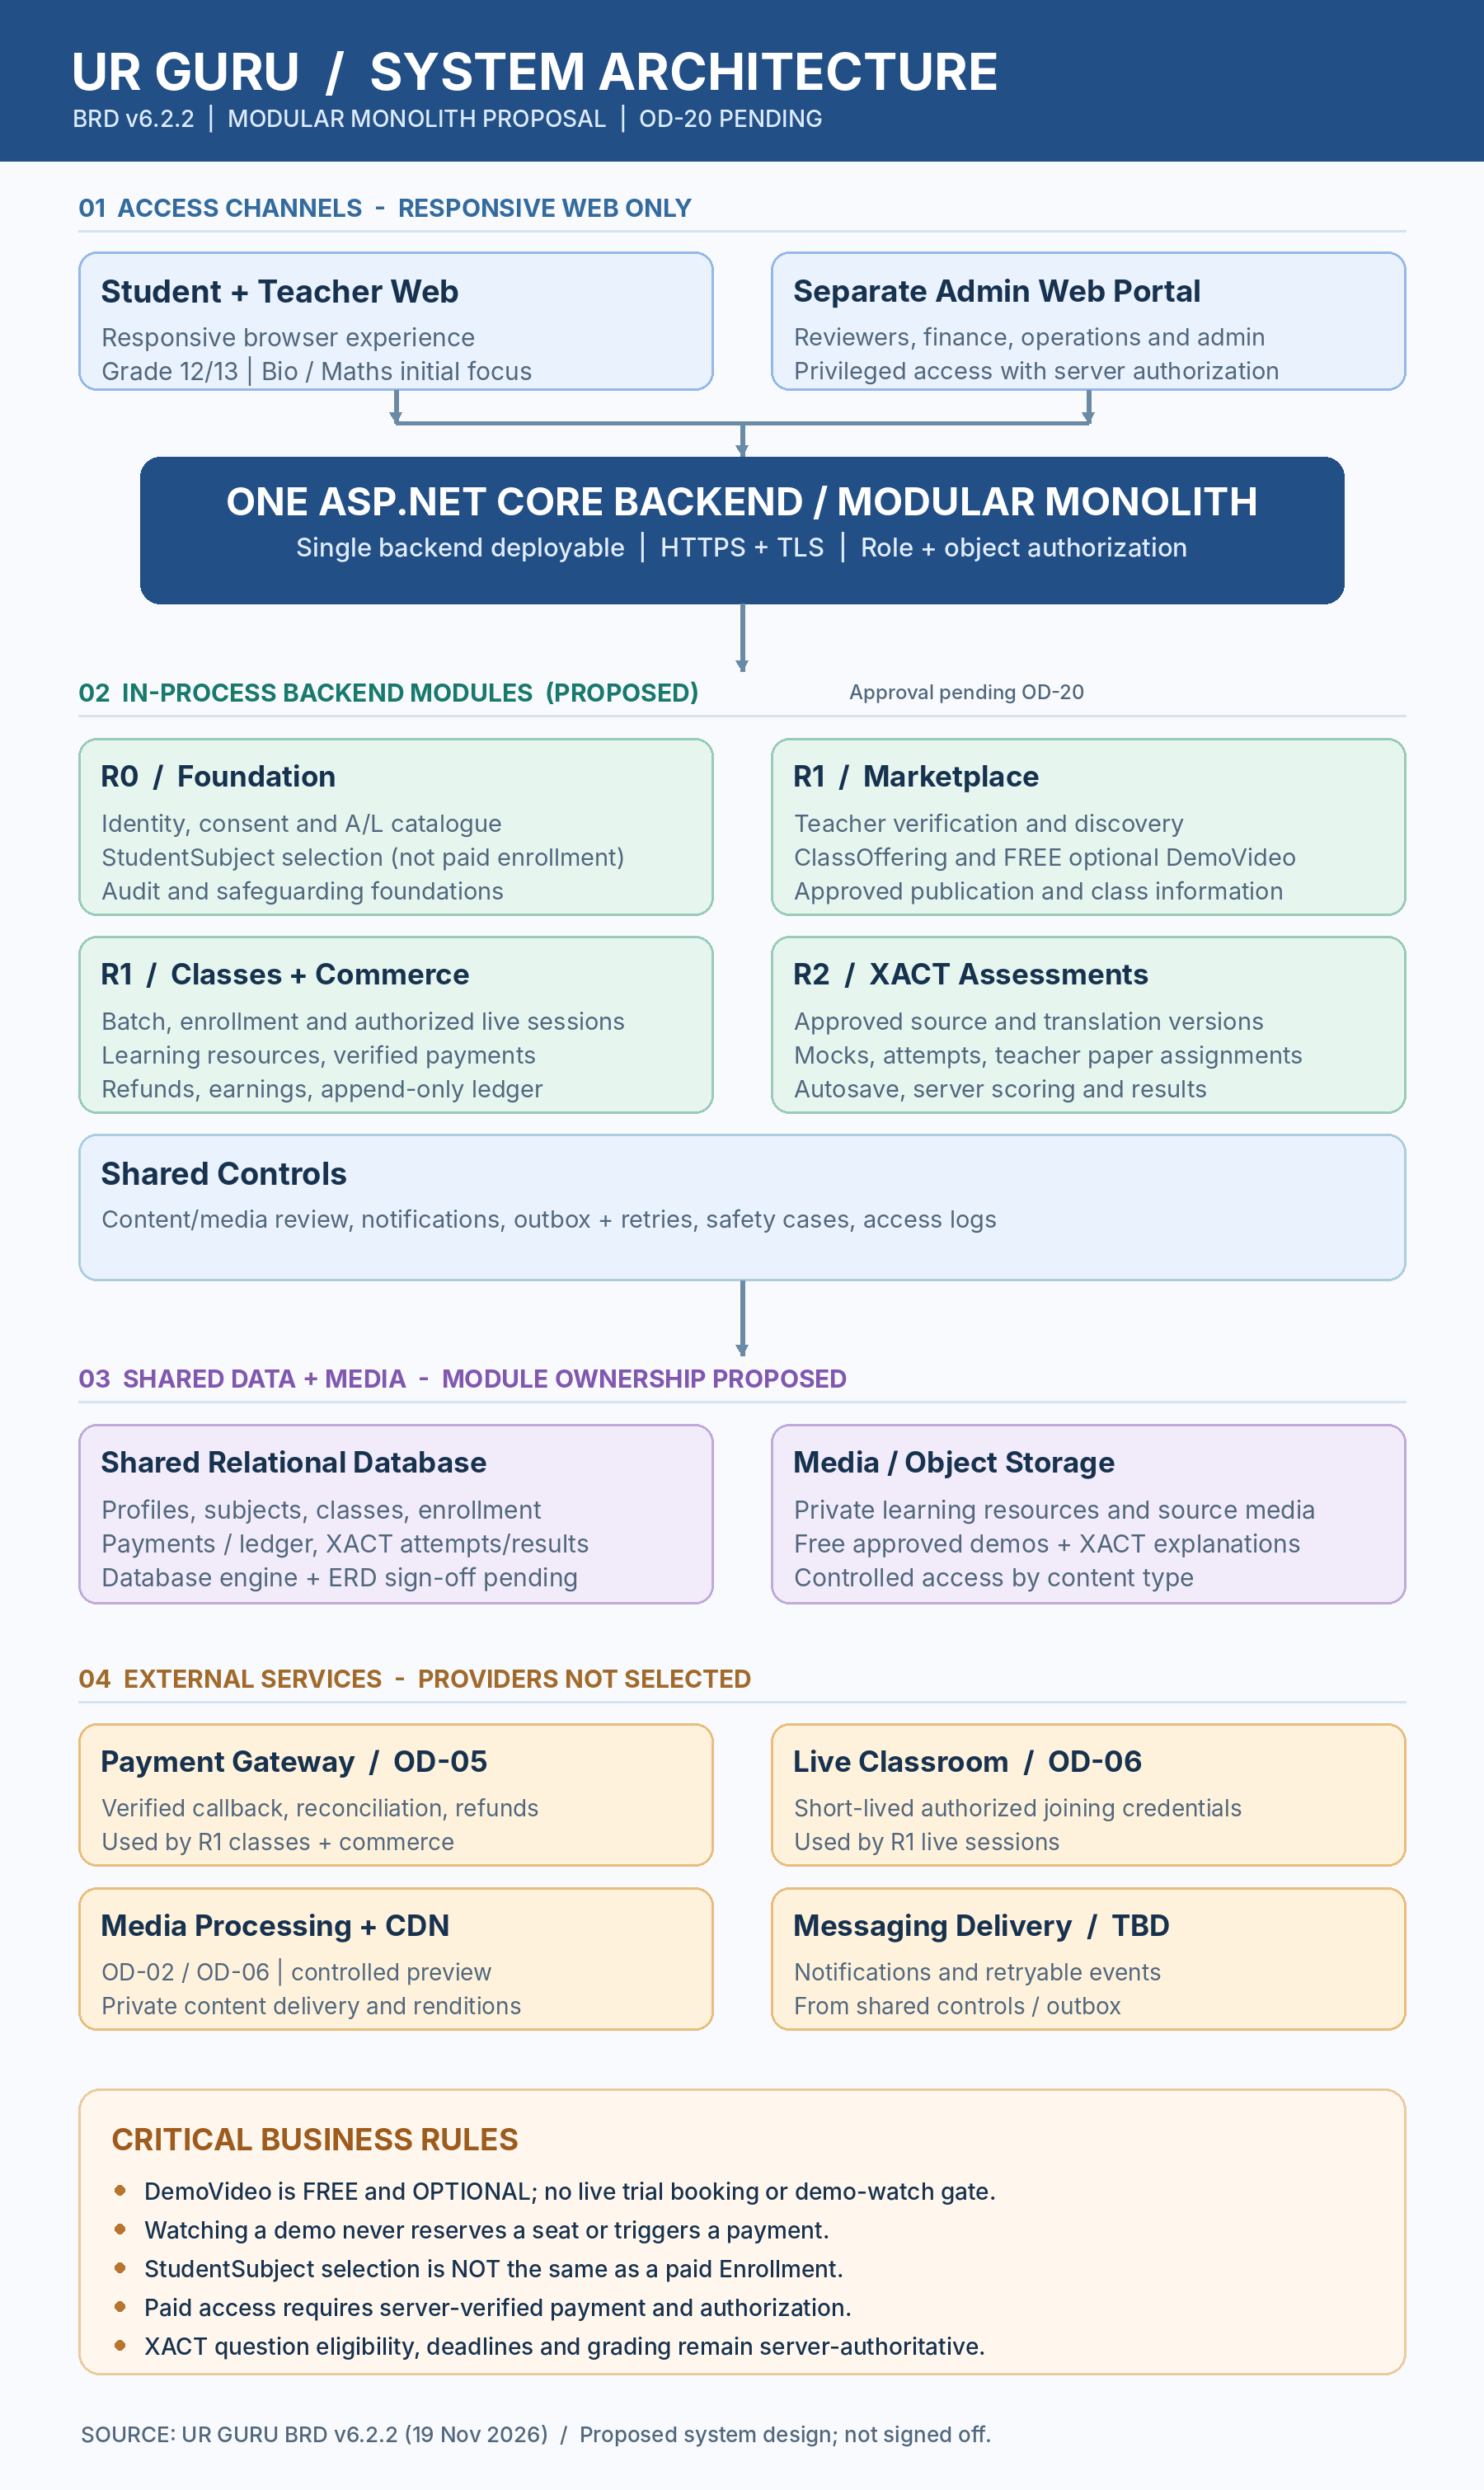 UR GURU / SYSTEM ARCHITECTURE
BRD v6.2.2 | MODULAR MONOLITH PROPOSAL | OD-20 PENDING
01 ACCESS CHANNELS - RESPONSIVE WEB ONLY
Student + Teacher Web
Responsive browser experience
Grade 12/13 | Bio / Maths initial focus
Separate Admin Web Portal
Reviewers, finance, operations and admin
Privileged access with server authorization
ONE ASP.NET CORE BACKEND / MODULAR MONOLITH
Single backend deployable | HTTPS + TLS | Role + object authorization
02 IN-PROCESS BACKEND MODULES (PROPOSED)
Approval pending OD-20
R0 / Foundation
Identity, consent and A/L catalogue
StudentSubject selection (not paid enrollment)
Audit and safeguarding foundations
R1 / Marketplace
Teacher verification and discovery
ClassOffering and FREE optional DemoVideo
Approved publication and class information
R1 / Classes + Commerce
Batch, enrollment and authorized live sessions
Learning resources, verified payments
Refunds, earnings, append-only ledger
R2 / XACT Assessments
Approved source and translation versions
Mocks, attempts, teacher paper assignments
Autosave, server scoring and results
Shared Controls
Content/media review, notifications, outbox + retries, safety cases, access logs
03 SHARED DATA + MEDIA - MODULE OWNERSHIP PROPOSED
Shared Relational Database
Profiles, subjects, classes, enrollment
Payments / ledger, XACT attempts/results
Database engine + ERD sign-off pending
Media / Object Storage
Private learning resources and source media
Free approved demos + XACT explanations
Controlled access by content type
04 EXTERNAL SERVICES - PROVIDERS NOT SELECTED
Payment Gateway / OD-05
Verified callback, reconciliation, refunds
Used by R1 classes + commerce
Live Classroom / OD-06
Short-lived authorized joining credentials
Used by R1 live sessions
Media Processing + CDN
OD-02 / OD-06 | controlled preview
Private content delivery and renditions
Messaging Delivery / TBD
Notifications and retryable events
From shared controls / outbox
CRITICAL BUSINESS RULES
• DemoVideo is FREE and OPTIONAL; no live trial booking or demo-watch gate.
• Watching a demo never reserves a seat or triggers a payment.
• StudentSubject selection is NOT the same as a paid Enrollment.
• Paid access requires server-verified payment and authorization.
• XACT question eligibility, deadlines and grading remain server-authoritative.
SOURCE: UR GURU BRD v6.2.2 (19 Nov 2026) / Proposed system design; not signed off.